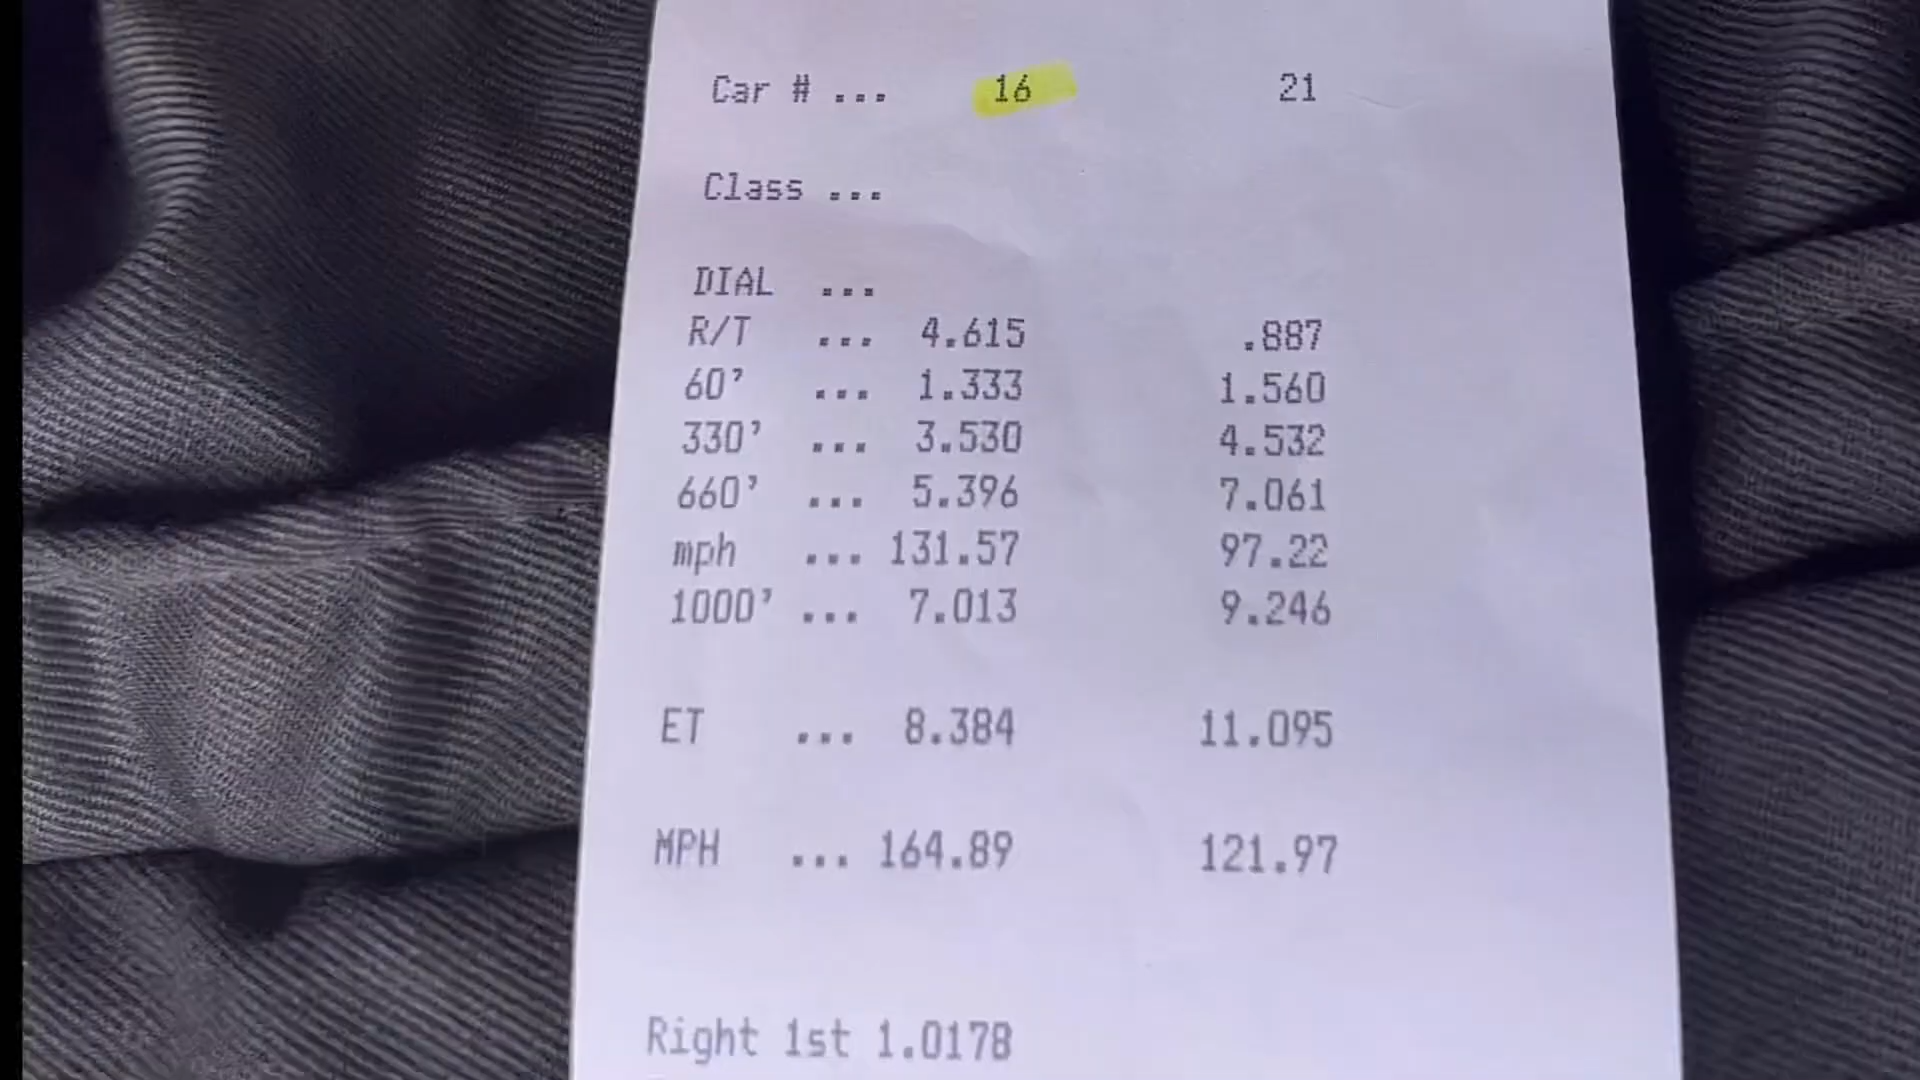 Car # ... 16 21
Class ...
DIAL ...
R/T ... 4.615 .887
60' ... 1.333 1.560
330' ... 3.530 4.532
660' ... 5.396 7.061
mph ... 131.57 97.22
1000' ... 7.013 9.246
ET ... 8.384 11.095
MPH ... 164.89 121.97
Right 1st 1.0178